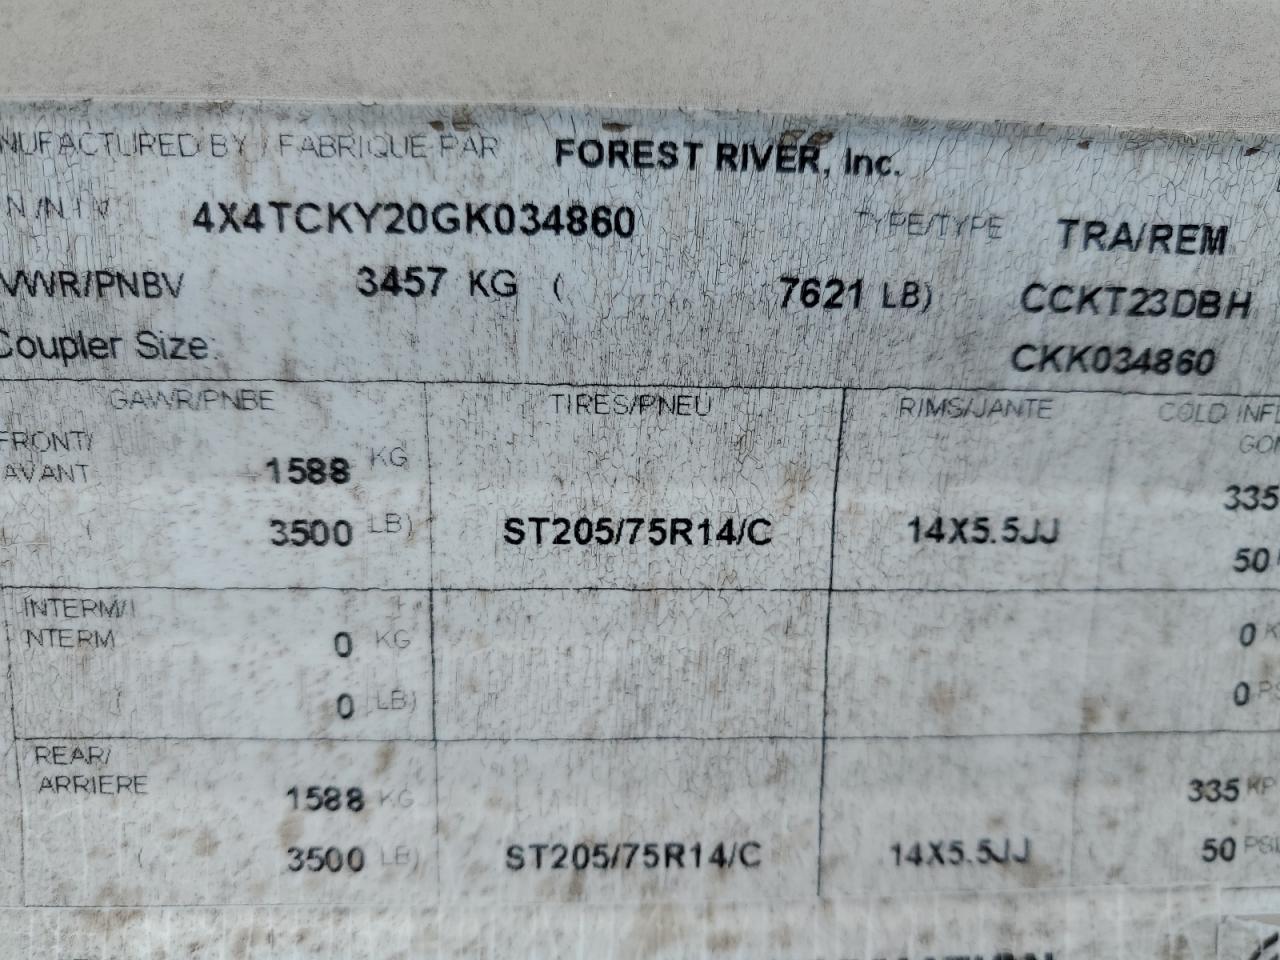 NUFACTURED BY / FABRIQUE PAR FOREST RIVER, Inc.
N /N I V 4X4TCKY20GK034860 TYPE/TYPE TRA/REM
VWR/PNBV 3457 KG ( 7621 LB) CCKT23DBH
Coupler Size: CKK034860
GAWR/PNBE TIRES/PNEU RIMS/JANTE COLD INF
FRONT/
AVANT 1588 KG 335
( 3500 LB) ST205/75R14/C 14X5.5JJ 50
INTERM/I
NTERM 0 KG 0 K
( 0 LB) 0 PS
REAR/
ARRIERE 1588 KG 335 KP
( 3500 LB) ST205/75R14/C 14X5.5JJ 50 PSI